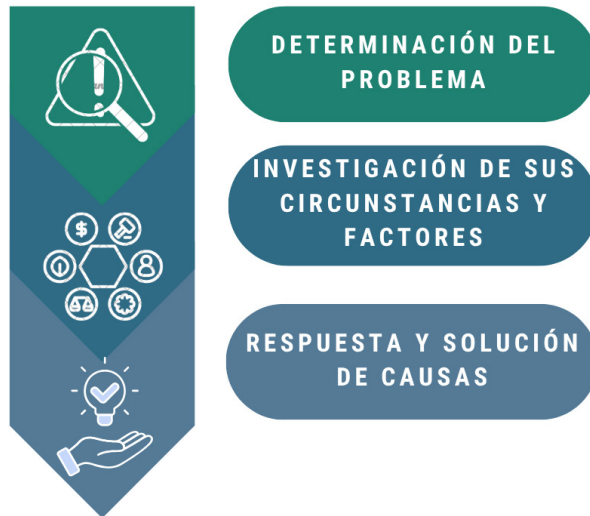 DETERMINACIÓN DEL
PROBLEMA
INVESTIGACIÓN DE SUS
CIRCUNSTANCIAS Y
FACTORES
RESPUESTA Y SOLUCIÓN
DE CAUSAS